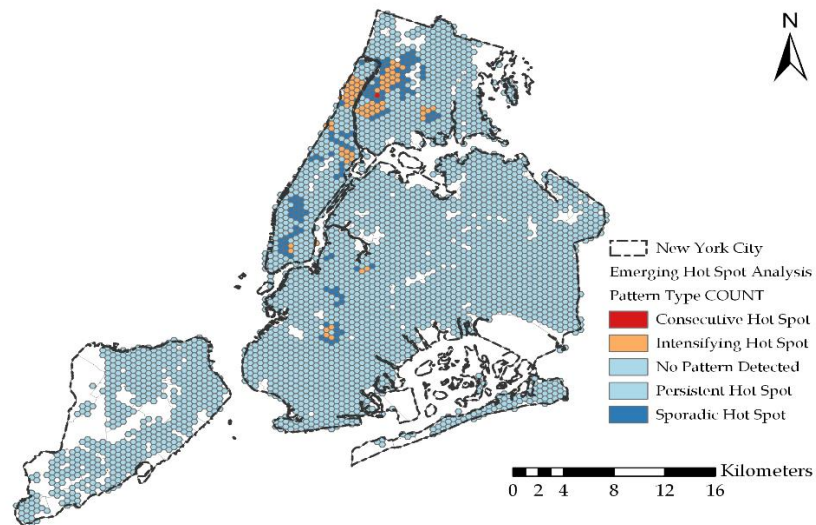 N
New York City
Emerging Hot Spot Analysis
Pattern Type COUNT
Consecutive Hot Spot
Intensifying Hot Spot
No Pattern Detected
Persistent Hot Spot
Sporadic Hot Spot
Kilometers
0 2 4 8 12 16